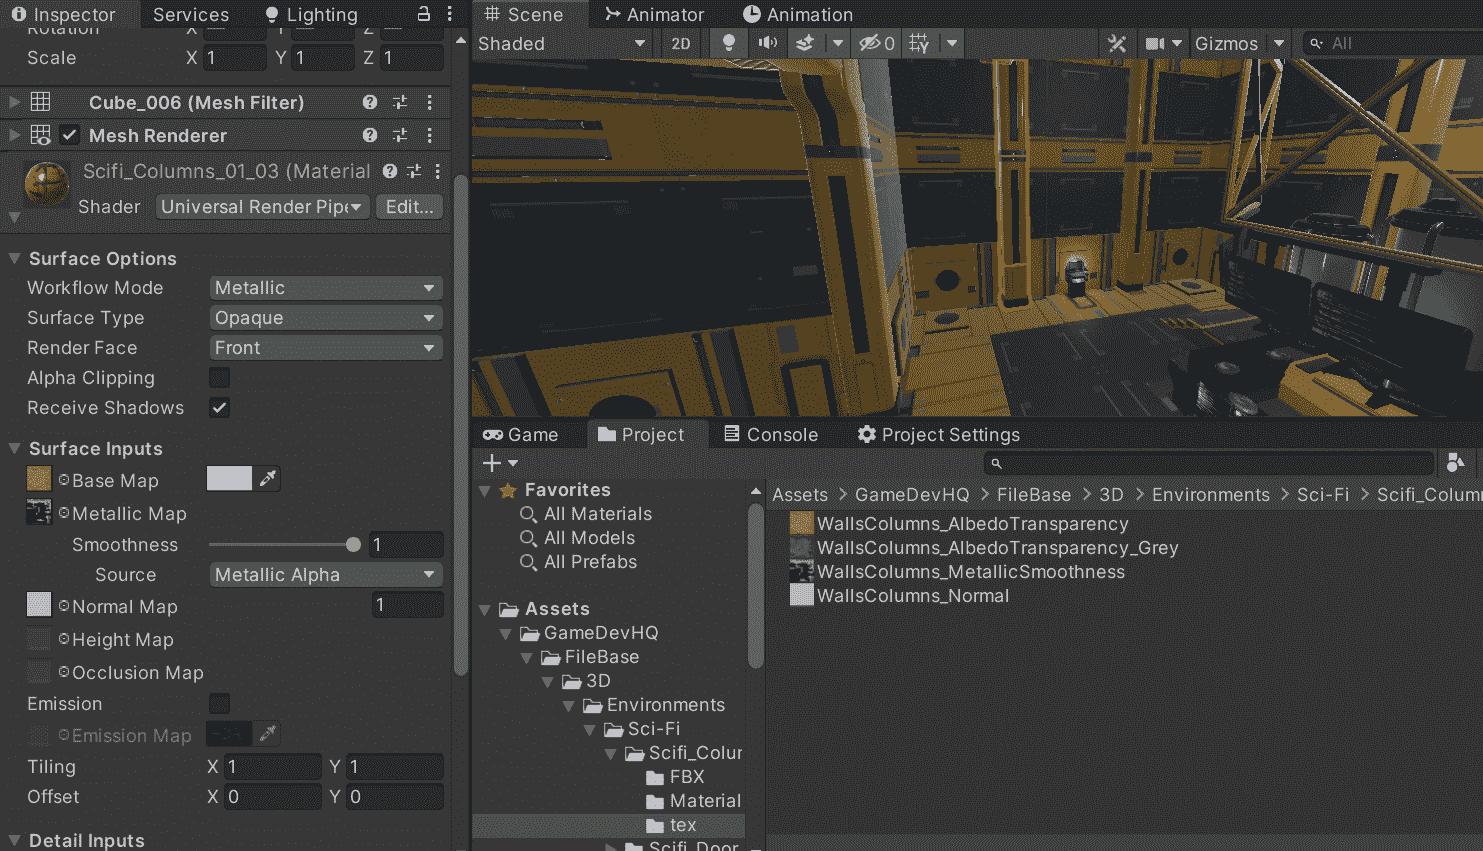 Inspector Services Lighting
Rotation X Y Z
Scale X 1 Y 1 Z 1
Cube_006 (Mesh Filter)
Mesh Renderer
Scifi_Columns_01_03 (Material
Shader Universal Render Pipe Edit...
Surface Options
Workflow Mode Metallic
Surface Type Opaque
Render Face Front
Alpha Clipping
Receive Shadows
Surface Inputs
Base Map
Metallic Map
Smoothness 1
Source Metallic Alpha
Normal Map 1
Height Map
Occlusion Map
Emission
Emission Map
Tiling X 1 Y 1
Offset X 0 Y 0
Detail Inputs
Scene Animator Animation
Shaded 2D 0 Gizmos All
Game Project Console Project Settings
Favorites
All Materials
All Models
All Prefabs
Assets
GameDevHQ
FileBase
3D
Environments
Sci-Fi
Scifi_Colur
FBX
Material
tex
Scifi_Door
Assets > GameDevHQ > FileBase > 3D > Environments > Sci-Fi > Scifi_Colum
WallsColumns_AlbedoTransparency
WallsColumns_AlbedoTransparency_Grey
WallsColumns_MetallicSmoothness
WallsColumns_Normal